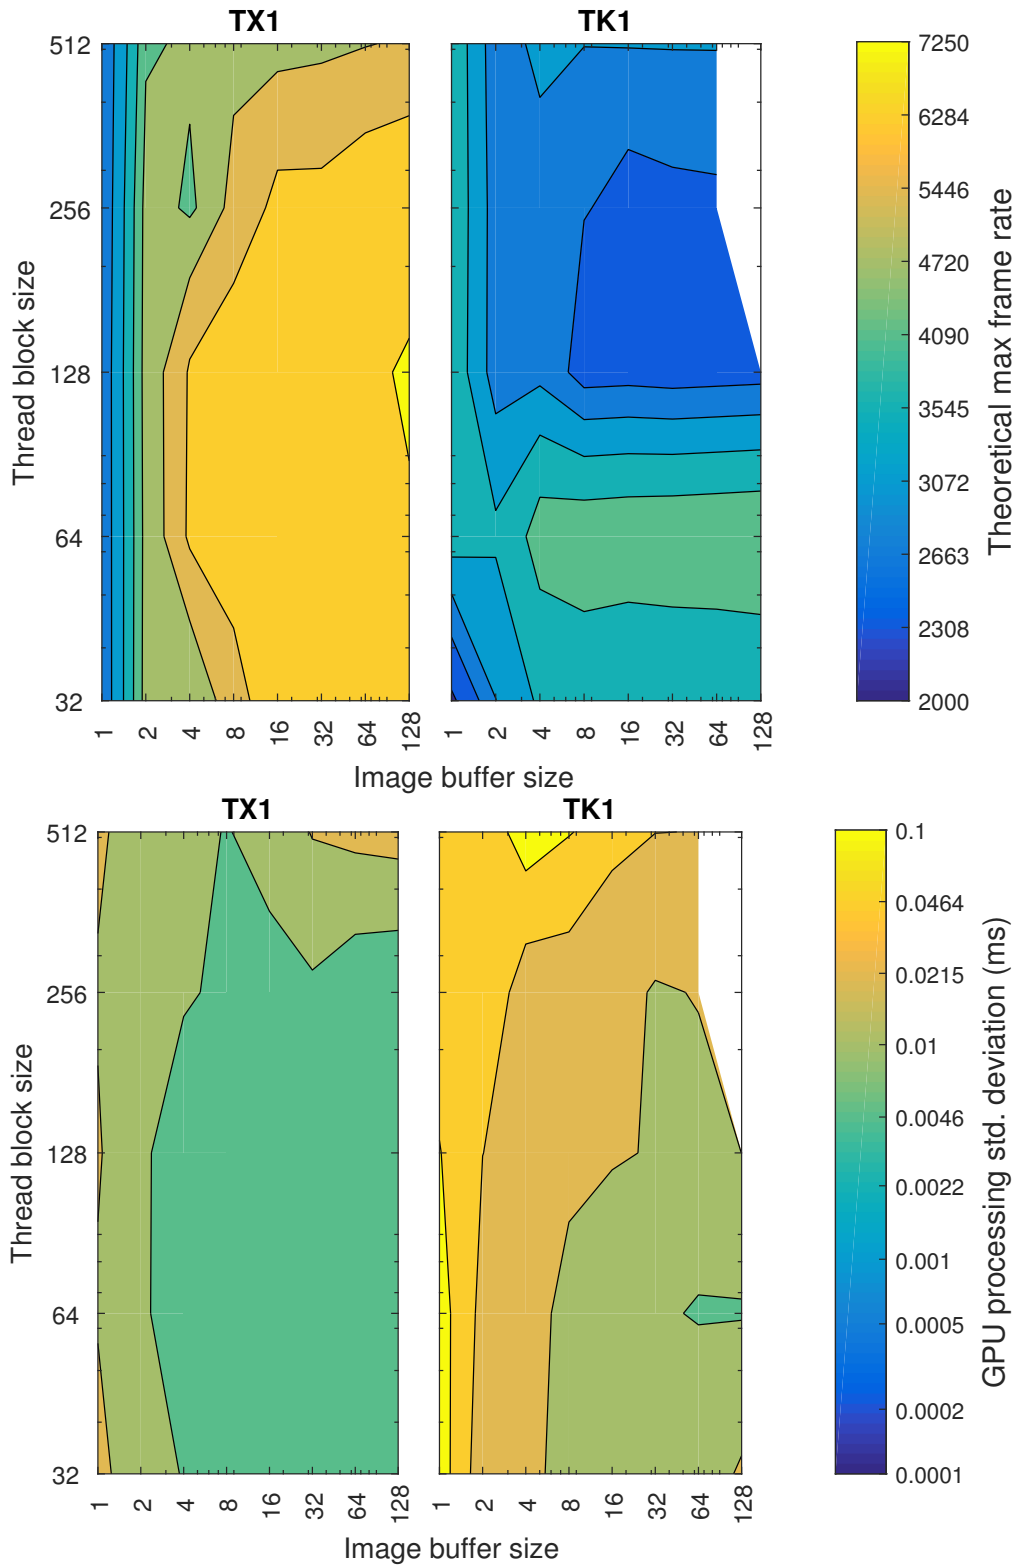 TX1 TK1
512 256 128 64 32
Thread block size
1 2 4 8 16 32 64 128
1 2 4 8 16 32 64 128
Image buffer size
7250
6284
5446
4720
4090
3545
3072
2663
2308
2000
Theoretical max frame rate
TX1 TK1
512 256 128 64 32
Thread block size
1 2 4 8 16 32 64 128
1 2 4 8 16 32 64 128
Image buffer size
0.1
0.0464
0.0215
0.01
0.0046
0.0022
0.001
0.0005
0.0002
0.0001
GPU processing std. deviation (ms)